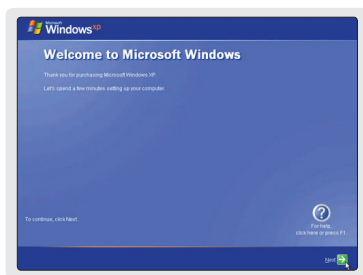 Microsoft
Windows xp
Welcome to Microsoft Windows
Thank you for purchasing Microsoft Windows XP.
Let's spend a few minutes setting up your computer.
To continue, click Next.
For help,
click here or press F1.
Next